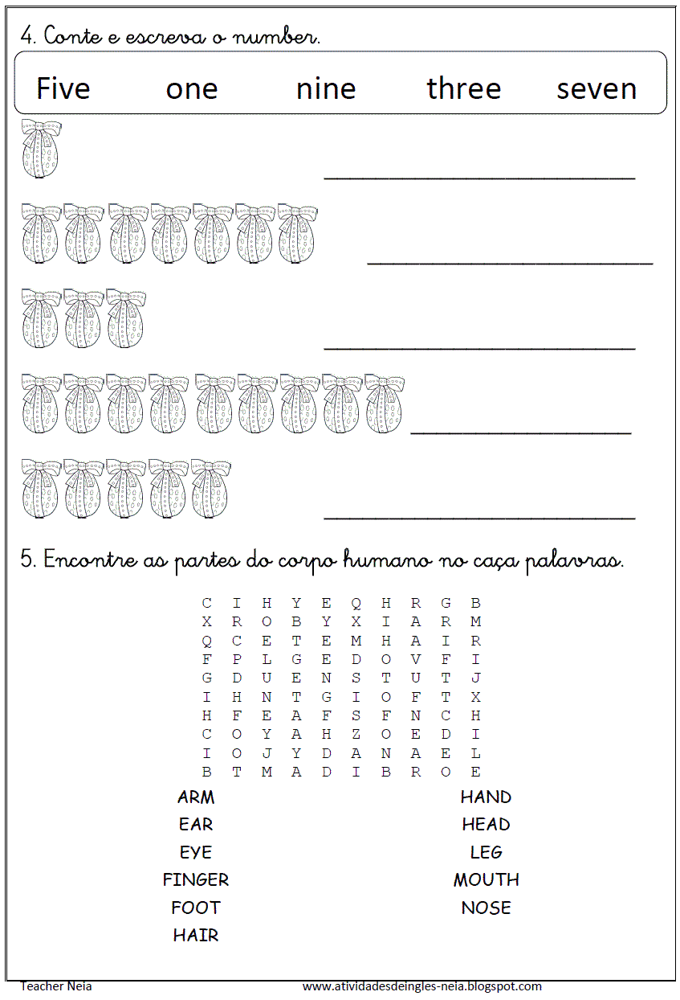 4. Conte e escreva o number.
Five one nine three seven
5. Encontre as partes do corpo humano no caça palavras.
C I H Y E Q H R G B
X R O B Y X I A R M
Q C E T E M H A I R
F P L G E D O V F I
G D U E N S T U T J
I H N T G I O F T X
H F E A F S F N C H
C O Y A H Z O E D I
I O J Y D A N A E L
B T M A D I B R O E
ARM HAND
EAR HEAD
EYE LEG
FINGER MOUTH
FOOT NOSE
HAIR
Teacher Neia www.atividadesdeingles-neia.blogspot.com